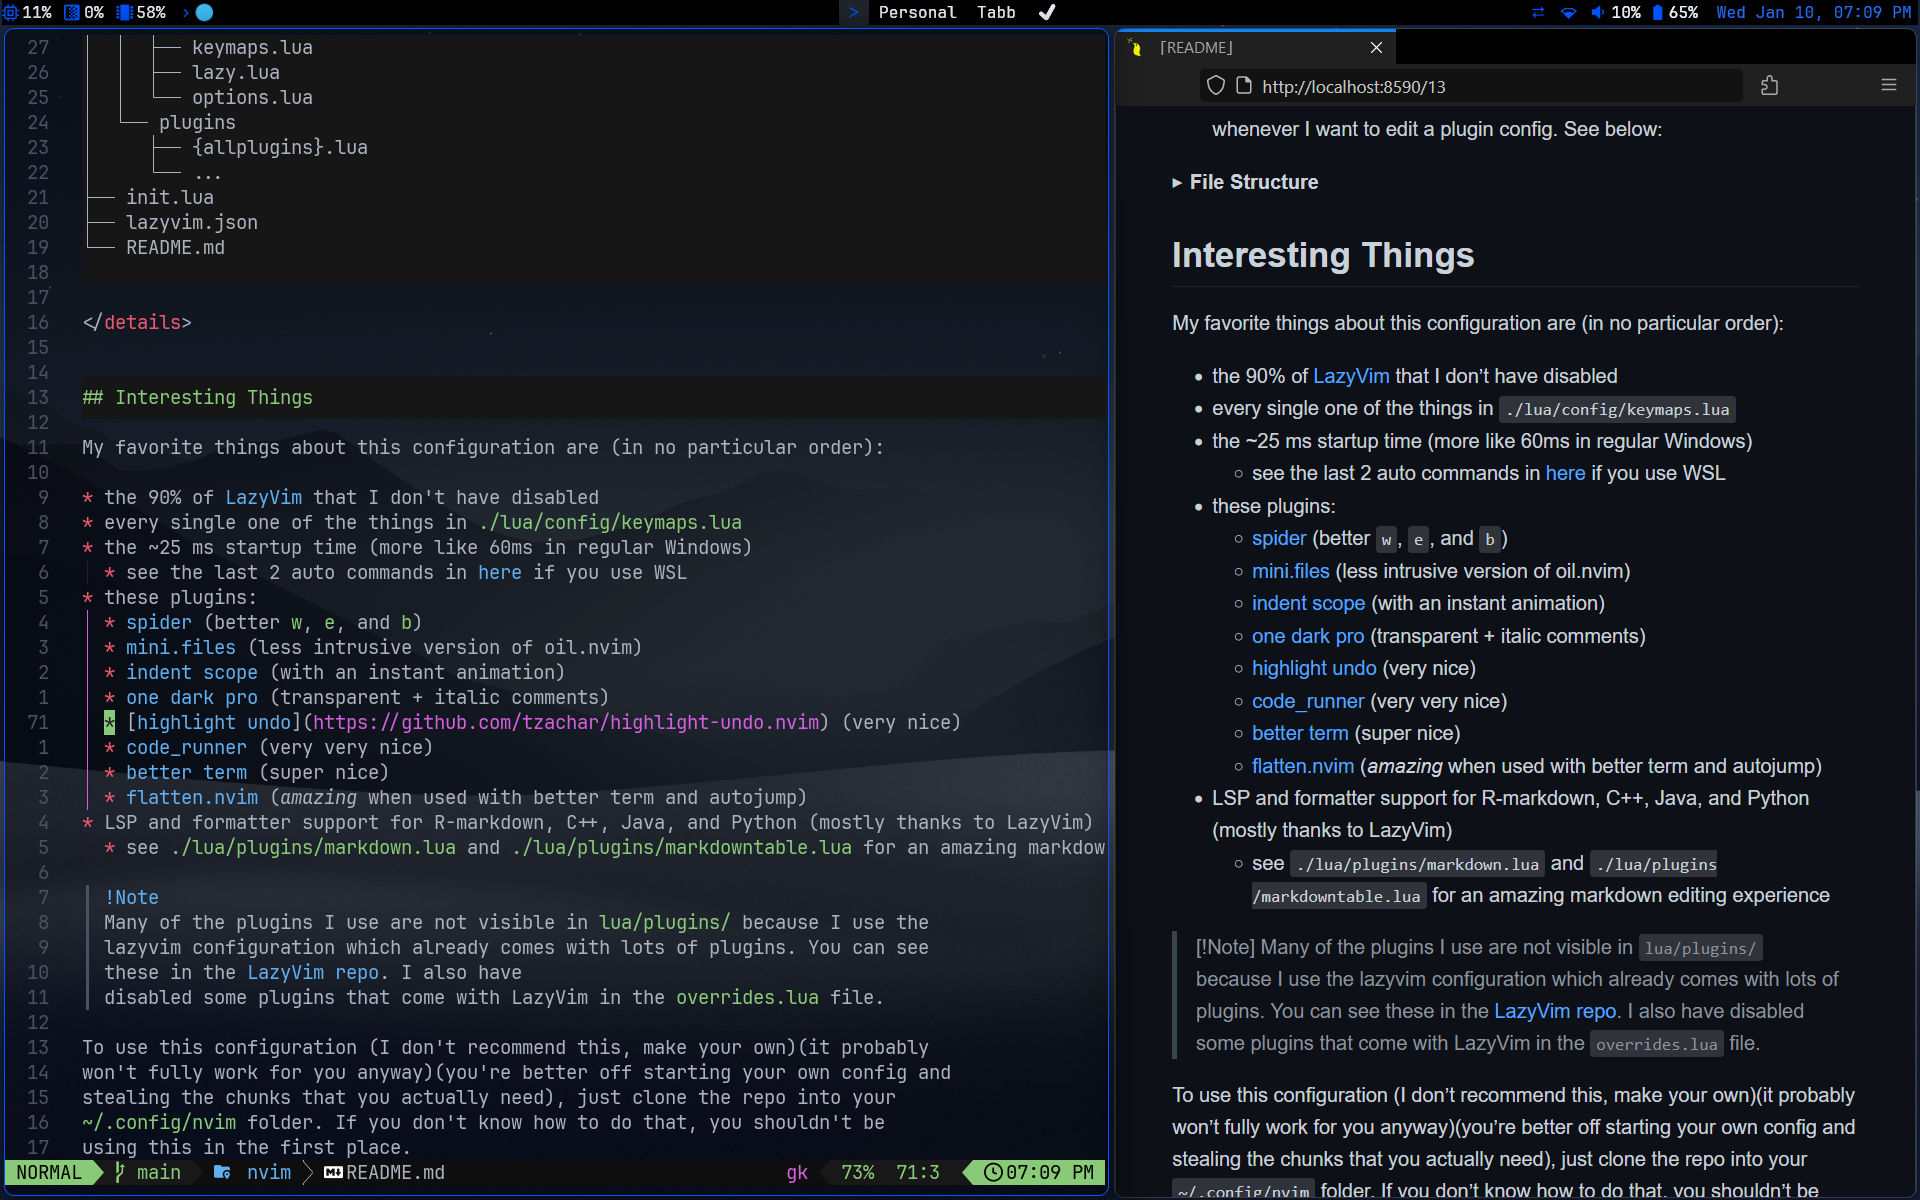 11% 0% 58% > > Personal Tabb 10% 65% Wed Jan 10, 07:09 PM
27 keymaps.lua
26 lazy.lua
25 options.lua
24 plugins
23 {allplugins}.lua
22 ...
21 init.lua
20 lazyvim.json
19 README.md
18
17
16 </details>
15
14
13 ## Interesting Things
12
11 My favorite things about this configuration are (in no particular order):
10
9 * the 90% of LazyVim that I don't have disabled
8 * every single one of the things in ./lua/config/keymaps.lua
7 * the ~25 ms startup time (more like 60ms in regular Windows)
6 * see the last 2 auto commands in here if you use WSL
5 * these plugins:
4 * spider (better w, e, and b)
3 * mini.files (less intrusive version of oil.nvim)
2 * indent scope (with an instant animation)
1 * one dark pro (transparent + italic comments)
71 * [highlight undo](https://github.com/tzachar/highlight-undo.nvim) (very nice)
1 * code_runner (very very nice)
2 * better term (super nice)
3 * flatten.nvim (amazing when used with better term and autojump)
4 * LSP and formatter support for R-markdown, C++, Java, and Python (mostly thanks to LazyVim)
5 * see ./lua/plugins/markdown.lua and ./lua/plugins/markdowntable.lua for an amazing markdow
6
7 !Note
8 Many of the plugins I use are not visible in lua/plugins/ because I use the
9 lazyvim configuration which already comes with lots of plugins. You can see
10 these in the LazyVim repo. I also have
11 disabled some plugins that come with LazyVim in the overrides.lua file.
12
13 To use this configuration (I don't recommend this, make your own)(it probably
14 won't fully work for you anyway)(you're better off starting your own config and
15 stealing the chunks that you actually need), just clone the repo into your
16 ~/.config/nvim folder. If you don't know how to do that, you shouldn't be
17 using this in the first place.
NORMAL main nvim README.md gk 73% 71:3 07:09 PM
⌈README⌋
http://localhost:8590/13
whenever I want to edit a plugin config. See below:
▸ File Structure
Interesting Things
My favorite things about this configuration are (in no particular order):
• the 90% of LazyVim that I don’t have disabled
• every single one of the things in ./lua/config/keymaps.lua
• the ~25 ms startup time (more like 60ms in regular Windows)
◦ see the last 2 auto commands in here if you use WSL
• these plugins:
◦ spider (better w, e, and b)
◦ mini.files (less intrusive version of oil.nvim)
◦ indent scope (with an instant animation)
◦ one dark pro (transparent + italic comments)
◦ highlight undo (very nice)
◦ code_runner (very very nice)
◦ better term (super nice)
◦ flatten.nvim (amazing when used with better term and autojump)
• LSP and formatter support for R-markdown, C++, Java, and Python
(mostly thanks to LazyVim)
◦ see ./lua/plugins/markdown.lua and ./lua/plugins
/markdowntable.lua for an amazing markdown editing experience
[!Note] Many of the plugins I use are not visible in lua/plugins/
because I use the lazyvim configuration which already comes with lots of
plugins. You can see these in the LazyVim repo. I also have disabled
some plugins that come with LazyVim in the overrides.lua file.
To use this configuration (I don’t recommend this, make your own)(it probably
won’t fully work for you anyway)(you’re better off starting your own config and
stealing the chunks that you actually need), just clone the repo into your
~/.config/nvim folder. If you don’t know how to do that, you shouldn’t be